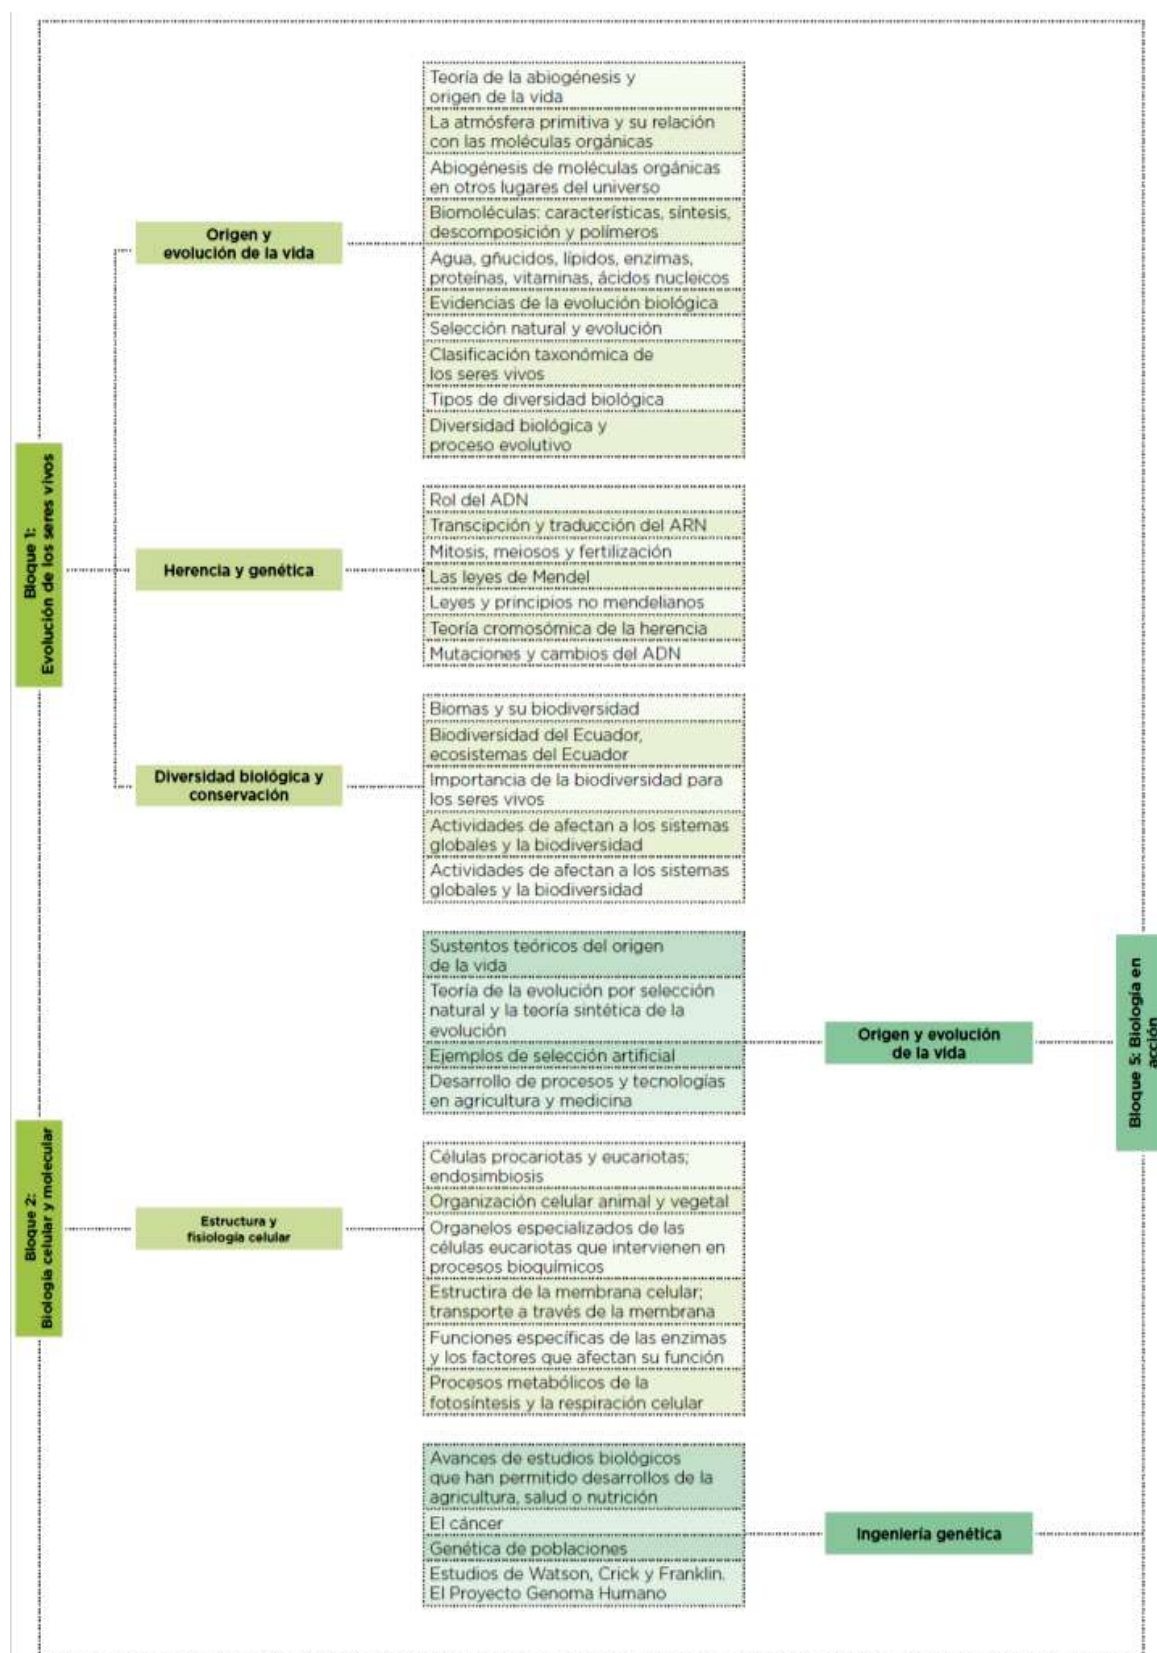 Bloque 1:
Evolución de los seres vivos
Origen y
evolución de la vida
Teoría de la abiogénesis y
origen de la vida
La atmósfera primitiva y su relación
con las moléculas orgánicas
Abiogénesis de moléculas orgánicas
en otros lugares del universo
Biomoléculas: características, síntesis,
descomposición y polímeros
Agua, gñucidos, lípidos, enzimas,
proteínas, vitaminas, ácidos nucleicos
Evidencias de la evolución biológica
Selección natural y evolución
Clasificación taxonómica de
los seres vivos
Tipos de diversidad biológica
Diversidad biológica y
proceso evolutivo
Herencia y genética
Rol del ADN
Transcipción y traducción del ARN
Mitosis, meiosos y fertilización
Las leyes de Mendel
Leyes y principios no mendelianos
Teoría cromosómica de la herencia
Mutaciones y cambios del ADN
Diversidad biológica y
conservación
Biomas y su biodiversidad
Biodiversidad del Ecuador,
ecosistemas del Ecuador
Importancia de la biodiversidad para
los seres vivos
Actividades de afectan a los sistemas
globales y la biodiversidad
Actividades de afectan a los sistemas
globales y la biodiversidad
Bloque 5: Biología en
acción
Origen y evolución
de la vida
Sustentos teóricos del origen
de la vida
Teoría de la evolución por selección
natural y la teoría sintética de la
evolución
Ejemplos de selección artificial
Desarrollo de procesos y tecnologías
en agricultura y medicina
Bloque 2:
Biología celular y molecular
Estructura y
fisiología celular
Células procariotas y eucariotas;
endosimbiosis
Organización celular animal y vegetal
Organelos especializados de las
células eucariotas que intervienen en
procesos bioquímicos
Estructira de la membrana celular;
transporte a través de la membrana
Funciones específicas de las enzimas
y los factores que afectan su función
Procesos metabólicos de la
fotosíntesis y la respiración celular
Ingeniería genética
Avances de estudios biológicos
que han permitido desarrollos de la
agricultura, salud o nutrición
El cáncer
Genética de poblaciones
Estudios de Watson, Crick y Franklin.
El Proyecto Genoma Humano